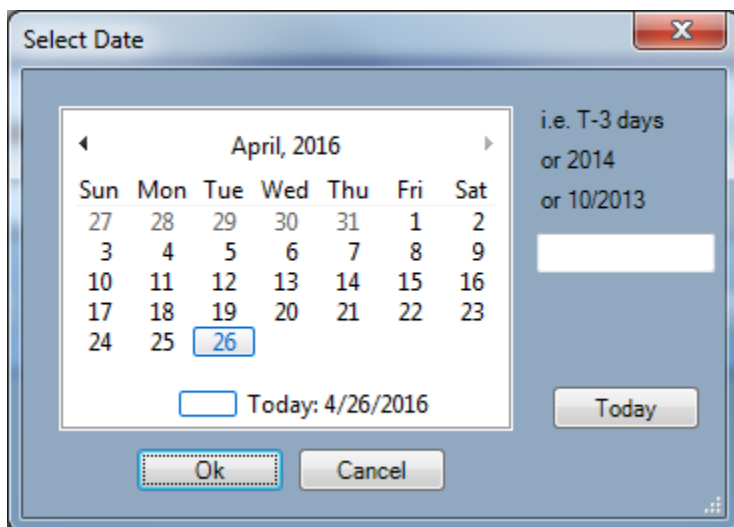 Select Date
April, 2016
Sun Mon Tue Wed Thu Fri Sat
27 28 29 30 31 1 2
3 4 5 6 7 8 9
10 11 12 13 14 15 16
17 18 19 20 21 22 23
24 25 26
Today: 4/26/2016
i.e. T-3 days
or 2014
or 10/2013
Today
Ok Cancel